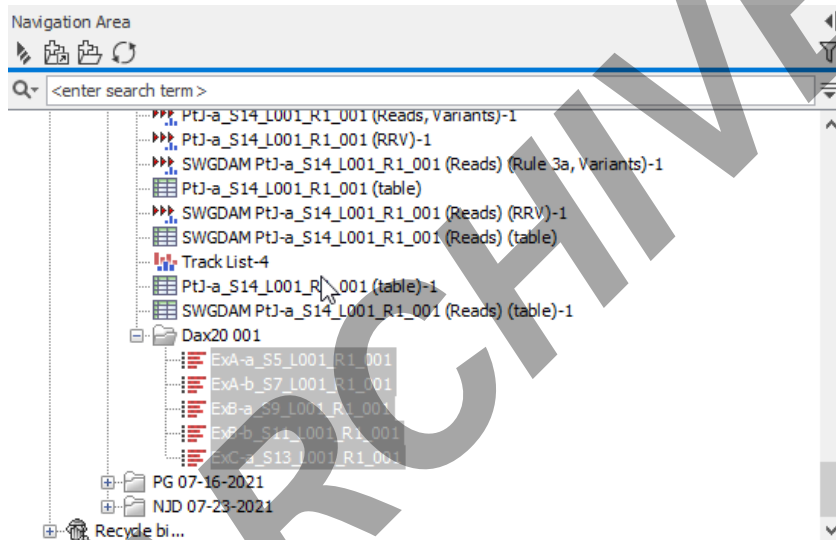 Navigation Area
<enter search term>
PtJ-a_S14_L001_R1_001 (Reads, Variants)-1
PtJ-a_S14_L001_R1_001 (RRV)-1
SWGDAM PtJ-a_S14_L001_R1_001 (Reads) (Rule 3a, Variants)-1
PtJ-a_S14_L001_R1_001 (table)
SWGDAM PtJ-a_S14_L001_R1_001 (Reads) (RRV)-1
SWGDAM PtJ-a_S14_L001_R1_001 (Reads) (table)
Track List-4
PtJ-a_S14_L001_R1_001 (table)-1
SWGDAM PtJ-a_S14_L001_R1_001 (Reads) (table)-1
Dax20 001
ExA-a_S5_L001_R1_001
ExA-b_S7_L001_R1_001
ExB-a_S9_L001_R1_001
ExB-b_S11_L001_R1_001
ExC-a_S13_L001_R1_001
PG 07-16-2021
NJD 07-23-2021
Recycle bi...
RCHIVE